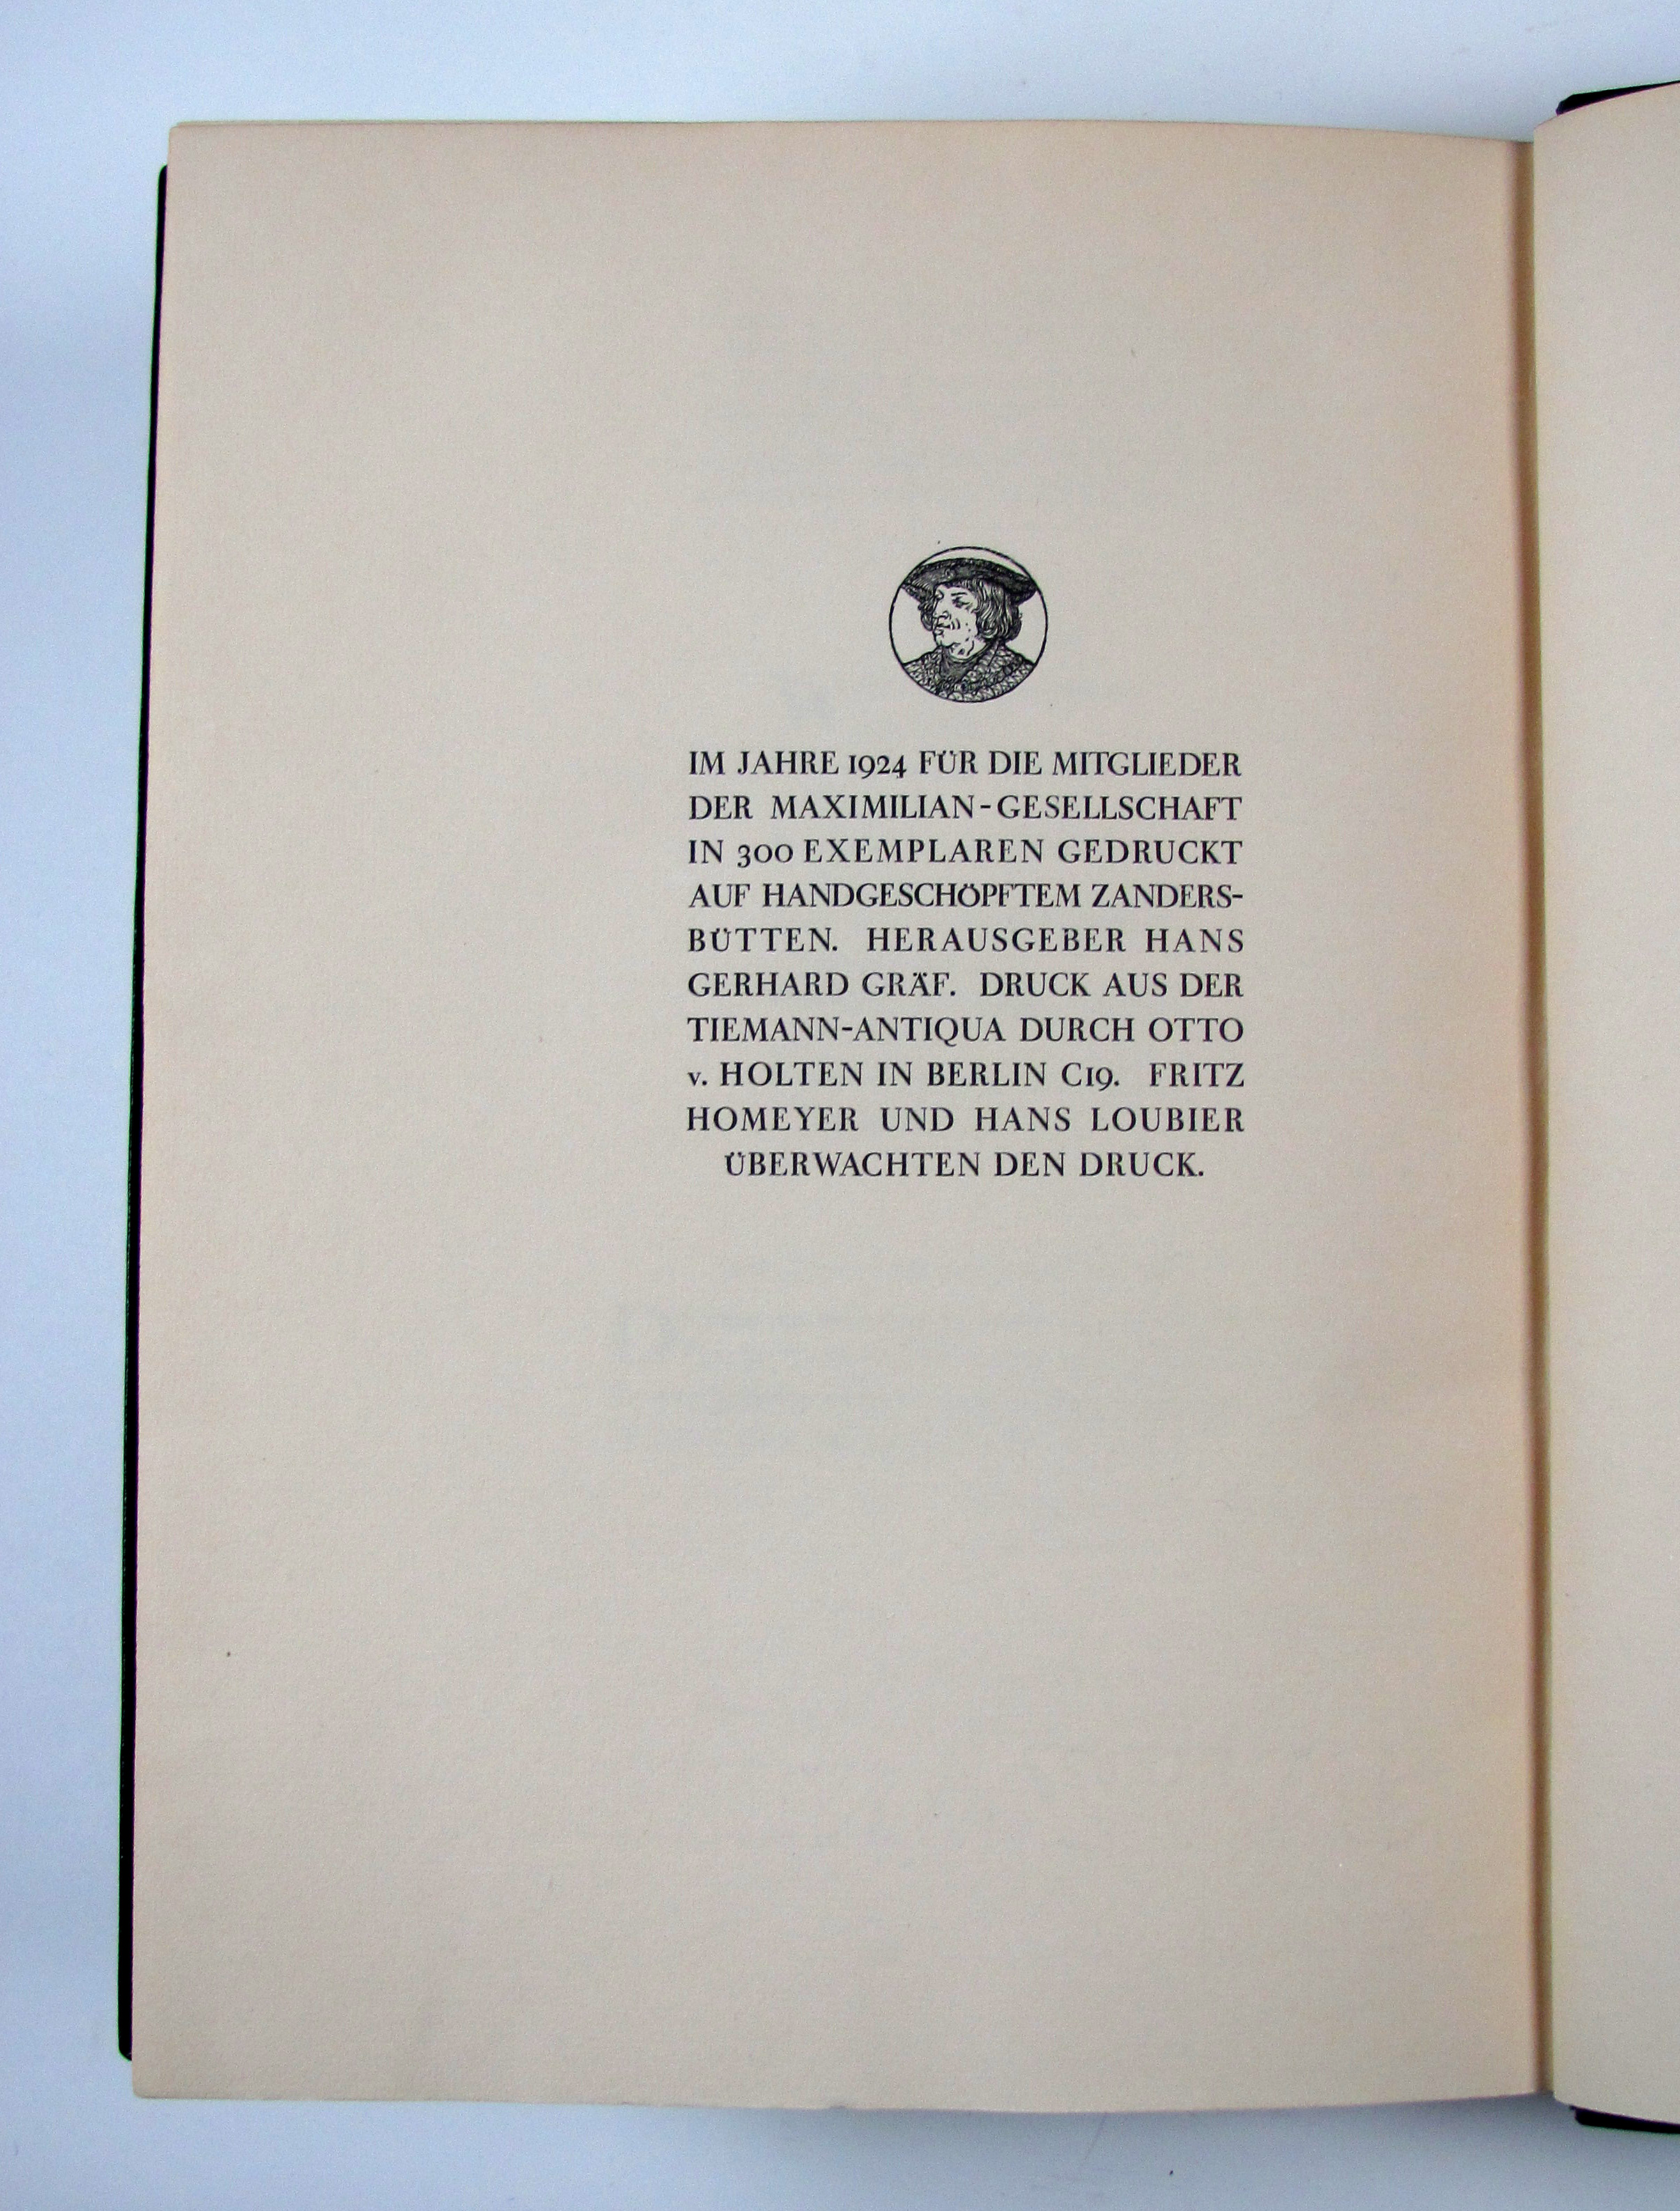 IM JAHRE 1924 FÜR DIE MITGLIEDER
DER MAXIMILIAN-GESELLSCHAFT
IN 300 EXEMPLAREN GEDRUCKT
AUF HANDGESCHÖPFTEM ZANDERS-
BÜTTEN. HERAUSGEBER HANS
GERHARD GRÄF. DRUCK AUS DER
TIEMANN-ANTIQUA DURCH OTTO
v. HOLTEN IN BERLIN C19. FRITZ
HOMEYER UND HANS LOUBIER
ÜBERWACHTEN DEN DRUCK.